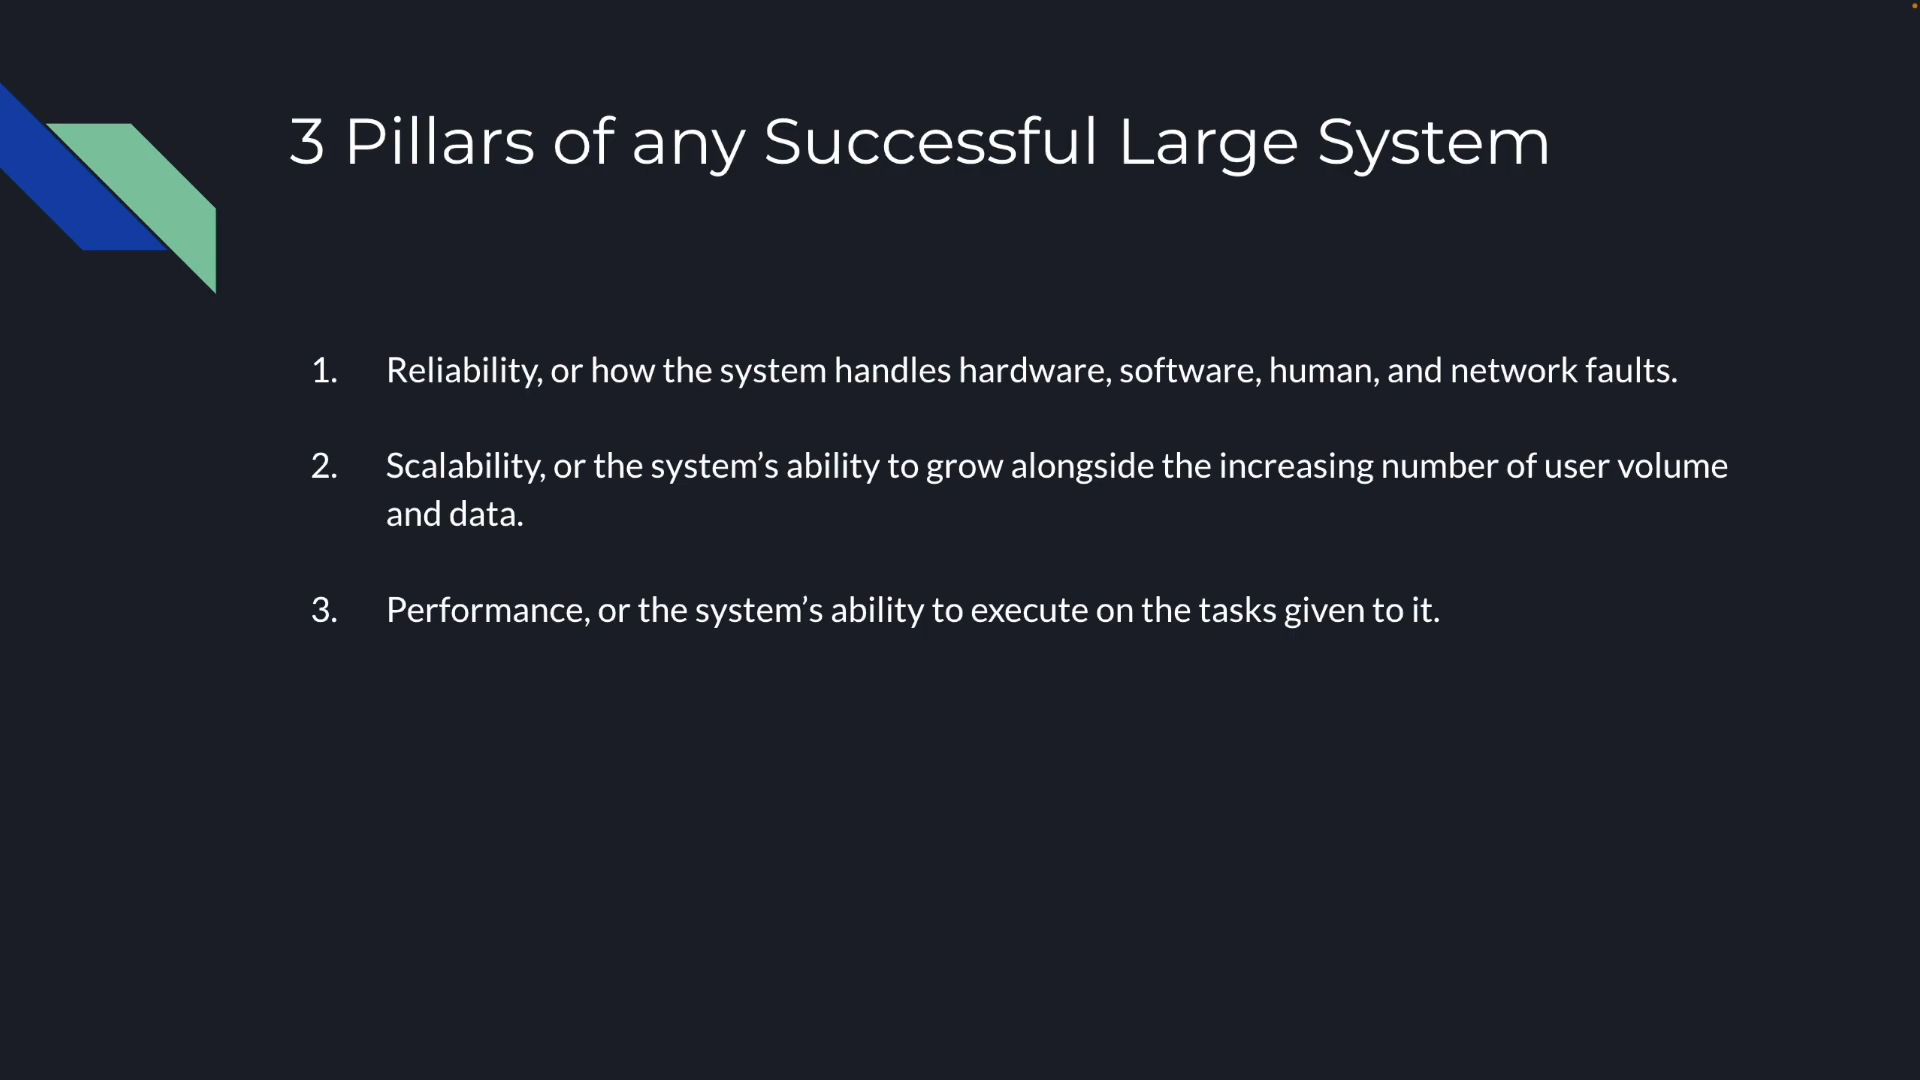 3 Pillars of any Successful Large System
1. Reliability, or how the system handles hardware, software, human, and network faults.
2. Scalability, or the system’s ability to grow alongside the increasing number of user volume
and data.
3. Performance, or the system’s ability to execute on the tasks given to it.